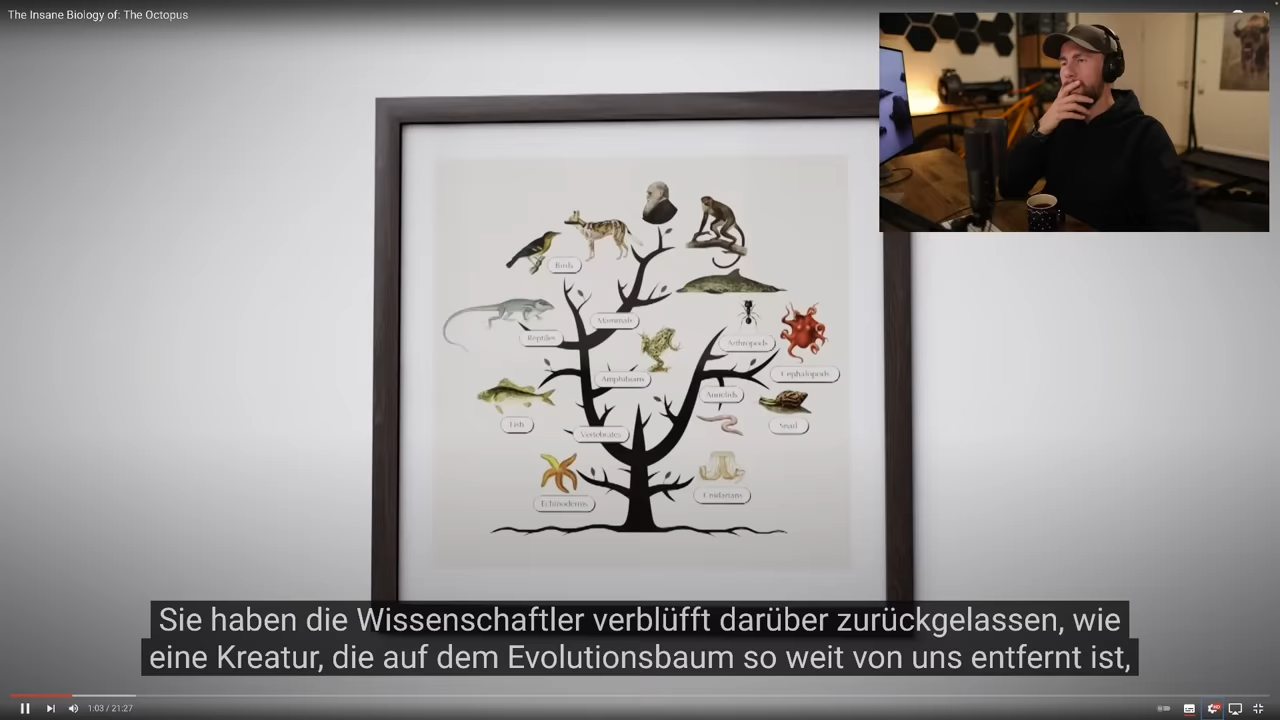 The Insane Biology of: The Octopus
Birds
Mammals
Reptiles
Arthropods
Cephalopods
Amphibians
Annelids
Fish
Snail
Vertebrates
Echinoderms
Cnidarians
Sie haben die Wissenschaftler verblüfft darüber zurückgelassen, wie
eine Kreatur, die auf dem Evolutionsbaum so weit von uns entfernt ist,
1:03 / 21:27